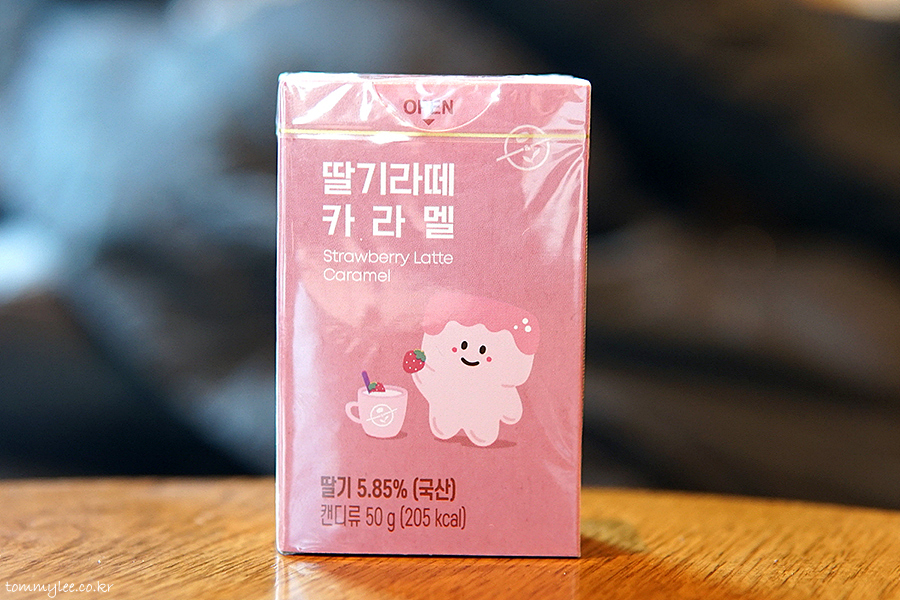 OPEN
딸기라떼
카라멜
Strawberry Latte
Caramel
딸기 5.85% (국산)
캔디류 50 g (205 kcal)
tommylee.co.kr